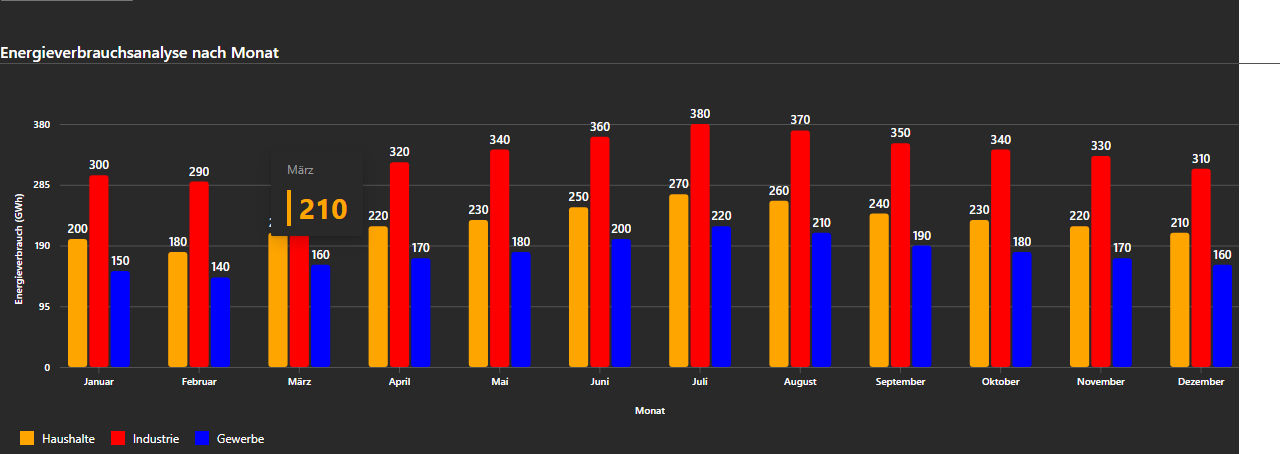 Energieverbrauchsanalyse nach Monat
380
285
190
95
0
Energieverbrauch (GWh)
200
300
150
180
290
140
März
210
160
220
320
170
230
340
180
250
360
200
270
380
220
260
370
210
240
350
190
230
340
180
220
330
170
210
310
160
Januar
Februar
März
April
Mai
Juni
Juli
August
September
Oktober
November
Dezember
Monat
Haushalte
Industrie
Gewerbe